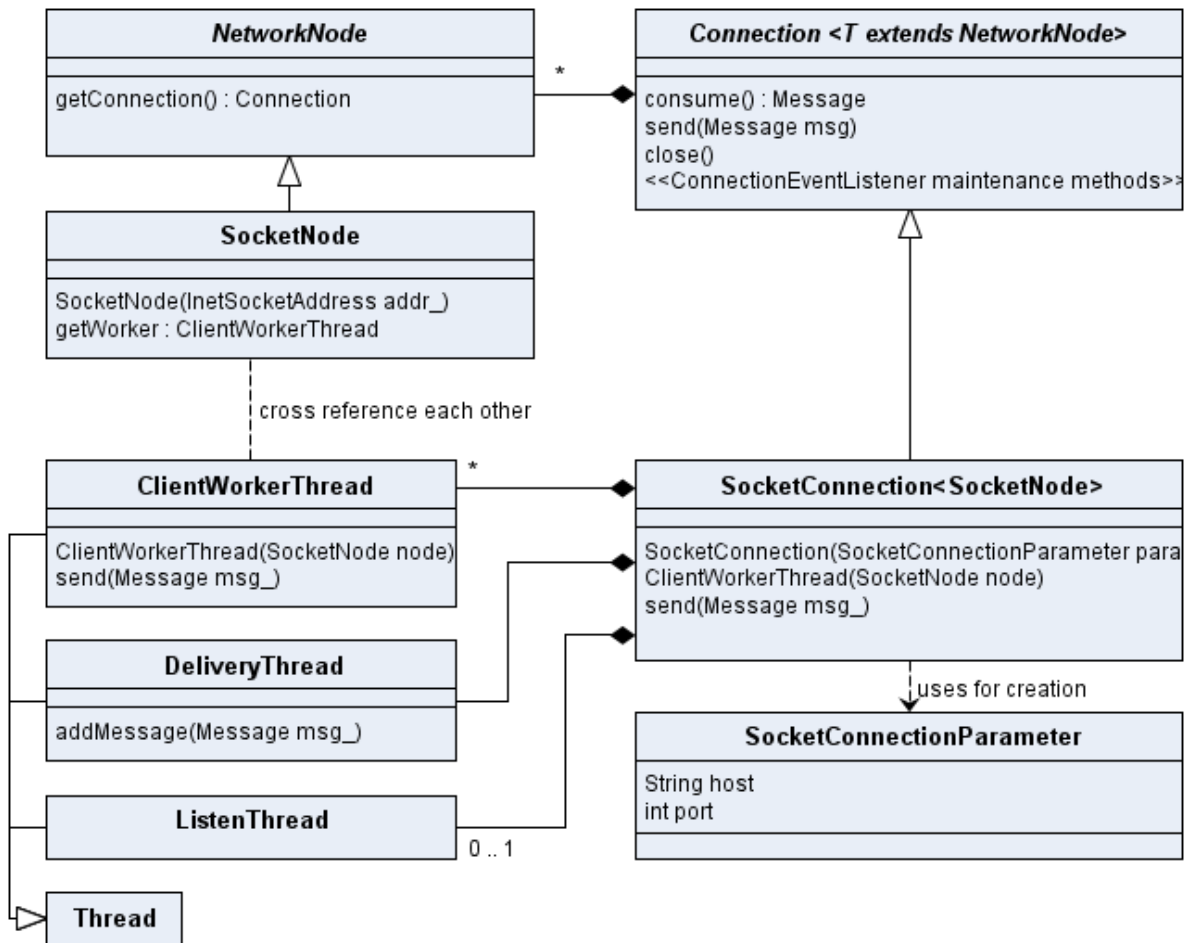 NetworkNode
getConnection() : Connection
*
Connection <T extends NetworkNode>
consume() : Message
send(Message msg)
close()
<<ConnectionEventListener maintenance methods>>
SocketNode
SocketNode(InetSocketAddress addr_)
getWorker : ClientWorkerThread
cross reference each other
ClientWorkerThread
ClientWorkerThread(SocketNode node)
send(Message msg_)
*
SocketConnection<SocketNode>
SocketConnection(SocketConnectionParameter para
ClientWorkerThread(SocketNode node)
send(Message msg_)
DeliveryThread
addMessage(Message msg_)
uses for creation
SocketConnectionParameter
String host
int port
ListenThread
0 .. 1
Thread